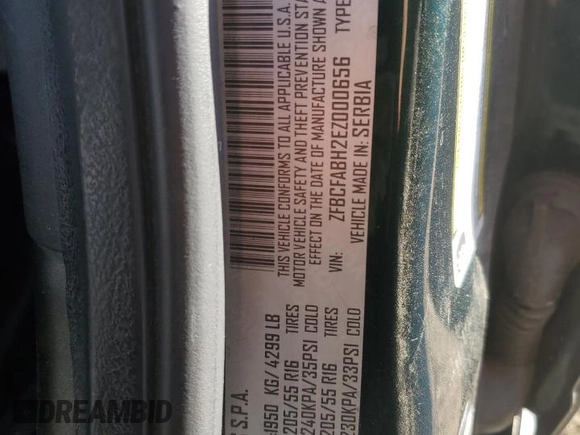 S.P.A.
1950 KG/ 4299 LB
205/55 R16 TIRES
240KPA/35PSI COLD
205/55 R16 TIRES
230KPA/33PSI COLD
THIS VEHICLE CONFORMS TO ALL APPLICABLE U.S.A.
MOTOR VEHICLE SAFETY AND THEFT PREVENTION STA
EFFECT ON THE DATE OF MANUFACTURE SHOWN A
VIN: ZFBCFABH2EZ000656 TYPE
VEHICLE MADE IN: SERBIA
DREAMBID